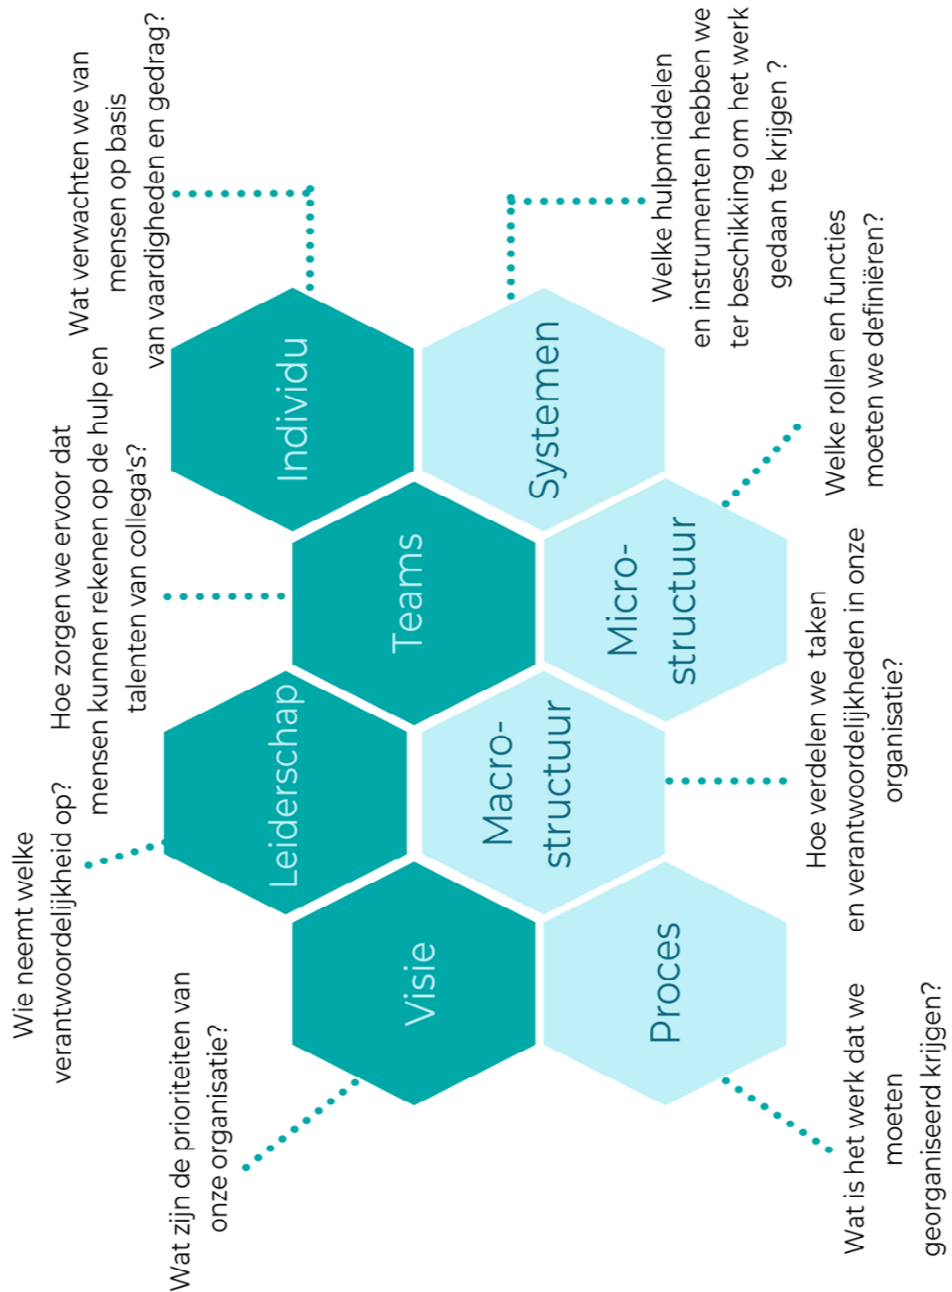 Wie neemt welke
verantwoordelijkheid op?
Hoe zorgen we ervoor dat
mensen kunnen rekenen op de hulp en
talenten van collega's?
Wat verwachten we van
mensen op basis
van vaardigheden en gedrag?
Wat zijn de prioriteiten van
onze organisatie?
Leiderschap
Individu
Visie
Teams
Macro-
structuur
Systemen
Proces
Micro-
structuur
Welke hulpmiddelen
en instrumenten hebben we
ter beschikking om het werk
gedaan te krijgen ?
Wat is het werk dat we
moeten
georganiseerd krijgen?
Hoe verdelen we taken
en verantwoordelijkheden in onze
organisatie?
Welke rollen en functies
moeten we definiëren?